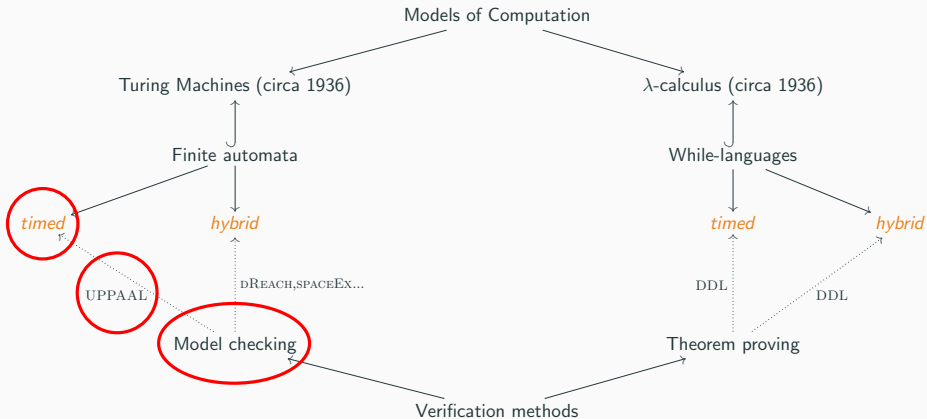 Models of Computation
Turing Machines (circa 1936)
λ-calculus (circa 1936)
Finite automata
While-languages
timed
hybrid
timed
hybrid
UPPAAL
DREACH,SPACEEX...
DDL
DDL
Model checking
Theorem proving
Verification methods